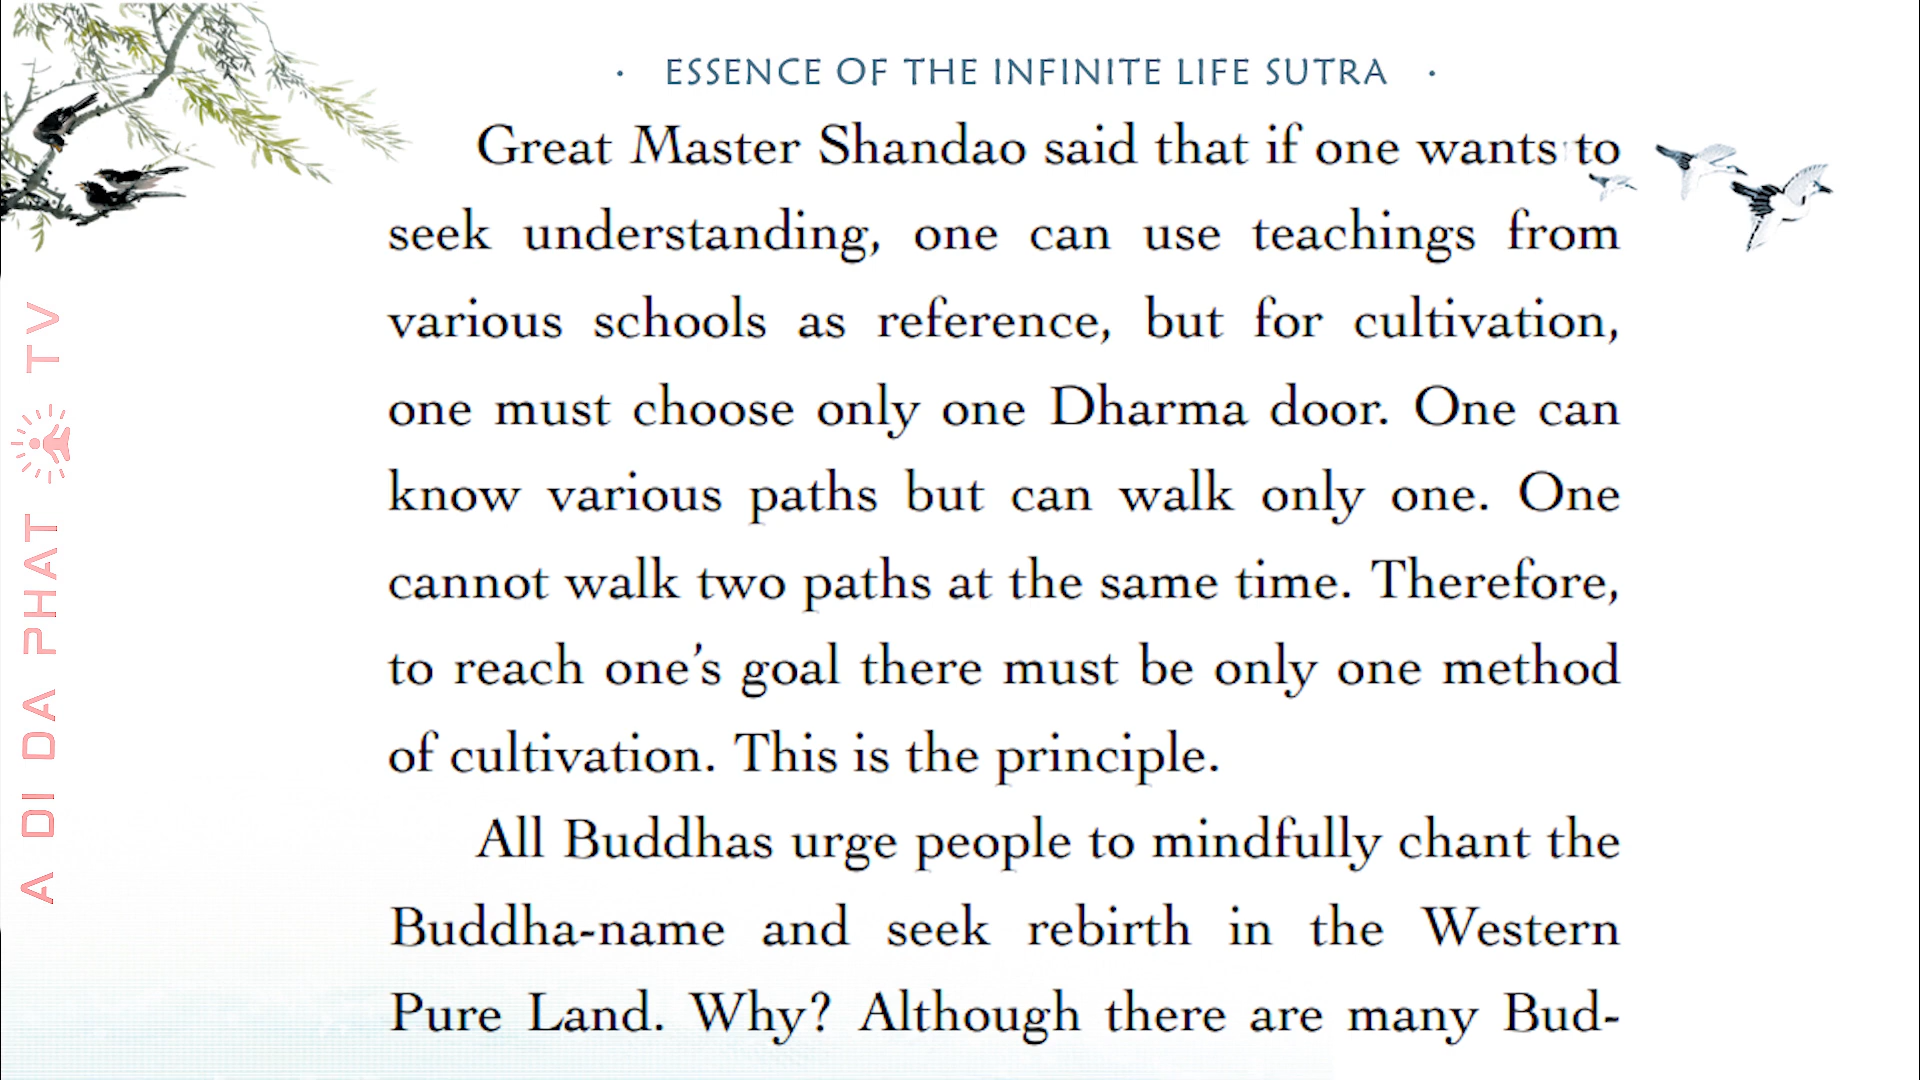 · ESSENCE OF THE INFINITE LIFE SUTRA ·
Great Master Shandao said that if one wants to
seek understanding, one can use teachings from
various schools as reference, but for cultivation,
one must choose only one Dharma door. One can
know various paths but can walk only one. One
cannot walk two paths at the same time. Therefore,
to reach one’s goal there must be only one method
of cultivation. This is the principle.
All Buddhas urge people to mindfully chant the
Buddha-name and seek rebirth in the Western
Pure Land. Why? Although there are many Bud-
A DI DA PHAT TV